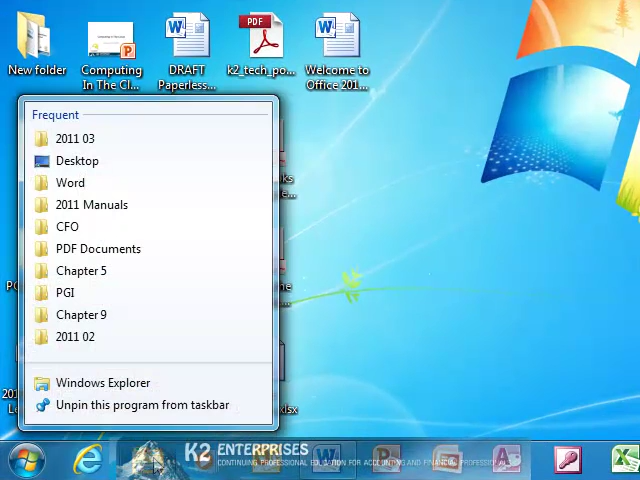 New folder
Computing
In The Cl...
DRAFT
Paperless...
PDF
k2_tech_po...
Welcome to
Office 201...
Frequent
2011 03
Desktop
Word
2011 Manuals
CFO
PDF Documents
Chapter 5
PGI
Chapter 9
2011 02
Windows Explorer
Unpin this program from taskbar
K2 ENTERPRISES
CONTINUING PROFESSIONAL EDUCATION FOR ACCOUNTING AND FINANCIAL PROFESSIONALS